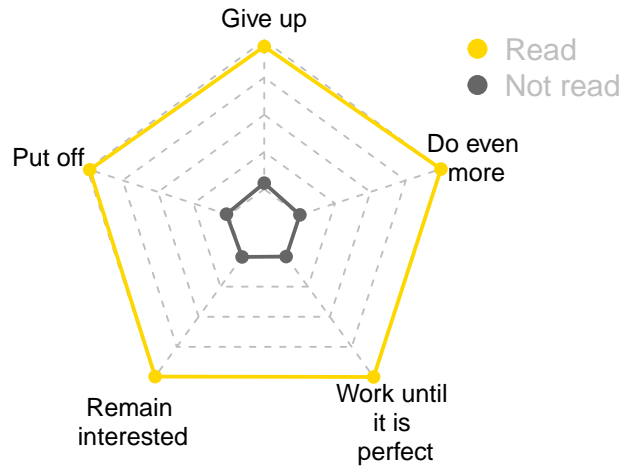 Give up
Read
Not read
Do even
more
Put off
Work until
it is
perfect
Remain
interested